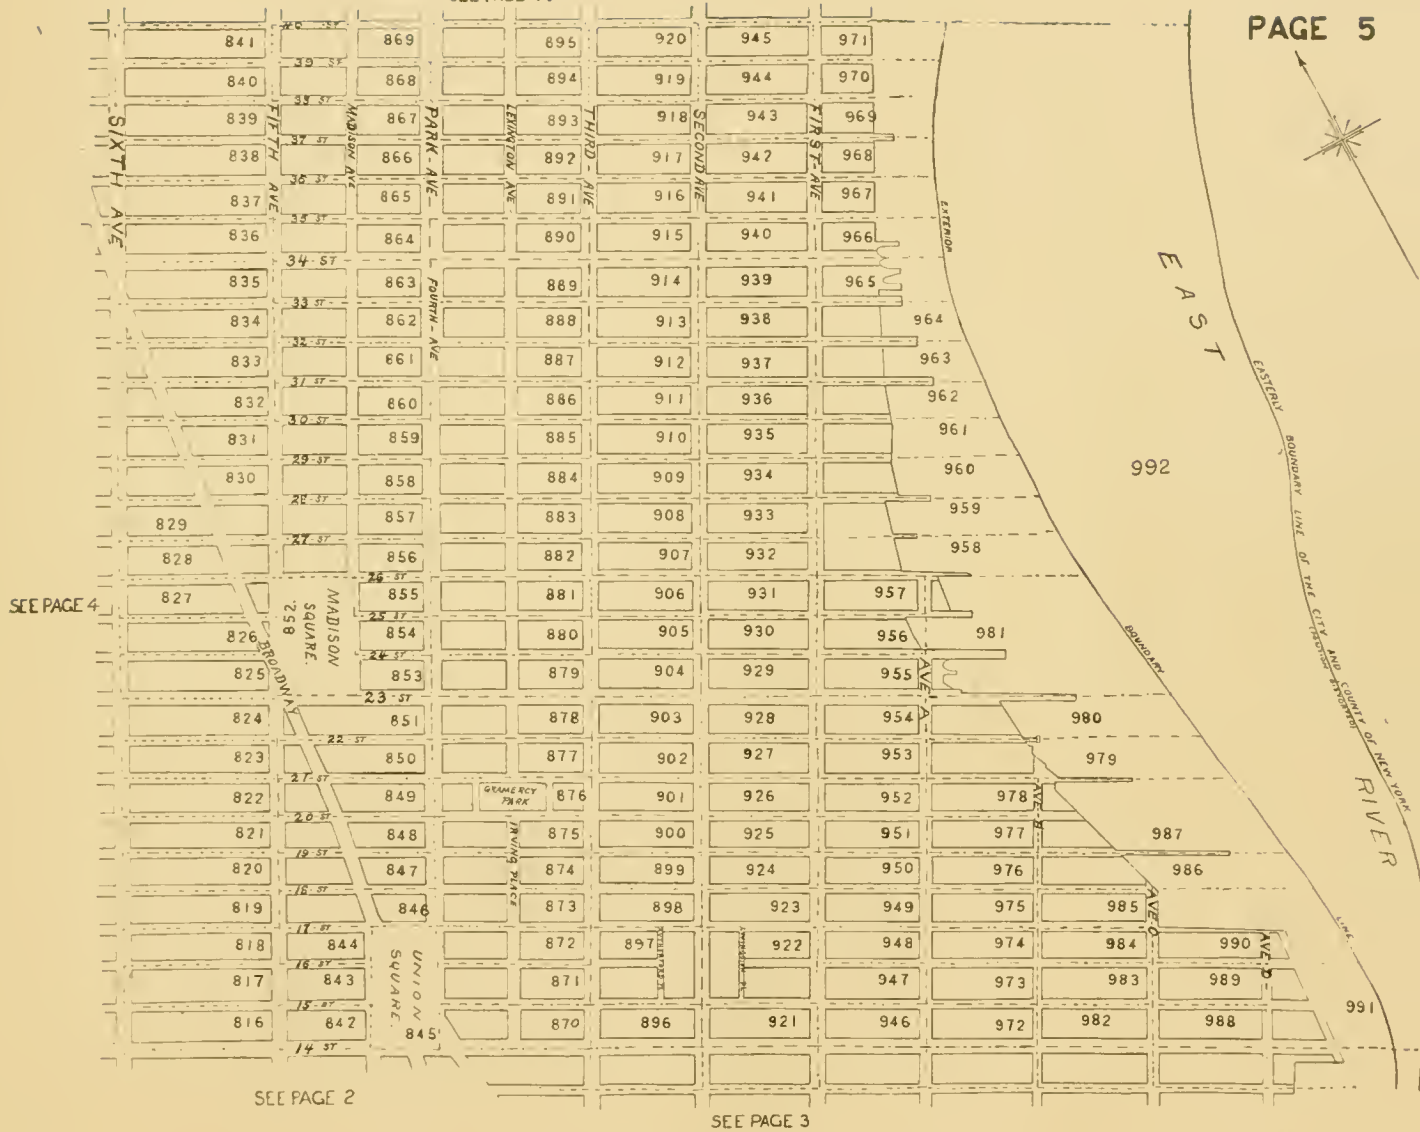 PAGE 5
40 ST
841 869 895 920 945 971
39 ST
840 868 894 919 944 970
38 ST
839 867 893 918 943 969
37 ST
838 866 892 917 942 968
36 ST
837 865 891 916 941 967
35 ST
836 864 890 915 940 966
34 ST
835 863 889 914 939 965
33 ST
834 862 888 913 938 964
32 ST
833 861 887 912 937 963
31 ST
832 860 886 911 936 962
30 ST
831 859 885 910 935 961
29 ST
830 858 884 909 934 960
28 ST
829 857 883 908 933 959
27 ST
828 856 882 907 932 958
26 ST
827 855 881 906 931 957
25 ST
826 854 880 905 930 956 981
24 ST
825 853 879 904 929 955
23 ST
824 851 878 903 928 954 980
22 ST
823 850 877 902 927 953 979
21 ST
822 849 GRAMERCY PARK 876 901 926 952 978
20 ST
821 848 875 900 925 951 977 987
19 ST
820 847 874 899 924 950 976 986
18 ST
819 846 873 898 923 949 975 985
17 ST
818 844 872 897 922 948 974 984 990
16 ST
817 843 871 947 973 983 989
15 ST
816 842 845 870 896 921 946 972 982 988 991
14 ST
SIXTH AVE
FIFTH AVE
MADISON AVE
PARK-AVE
FOURTH-AVE
LEXINGTON AVE
THIRD-AVE
SECOND AVE
FIRST-AVE
BROADWAY
MADISON SQUARE.
852.
IRVING PLACE
UNION SQUARE.
AVE A
AVE B
AVE C
AVE D
EXTERIOR
BOUNDARY
LINE
992
EAST
RIVER
EASTERLY BOUNDARY LINE OF THE CITY AND COUNTY OF NEW YORK
SEE PAGE 4
SEE PAGE 2
SEE PAGE 3